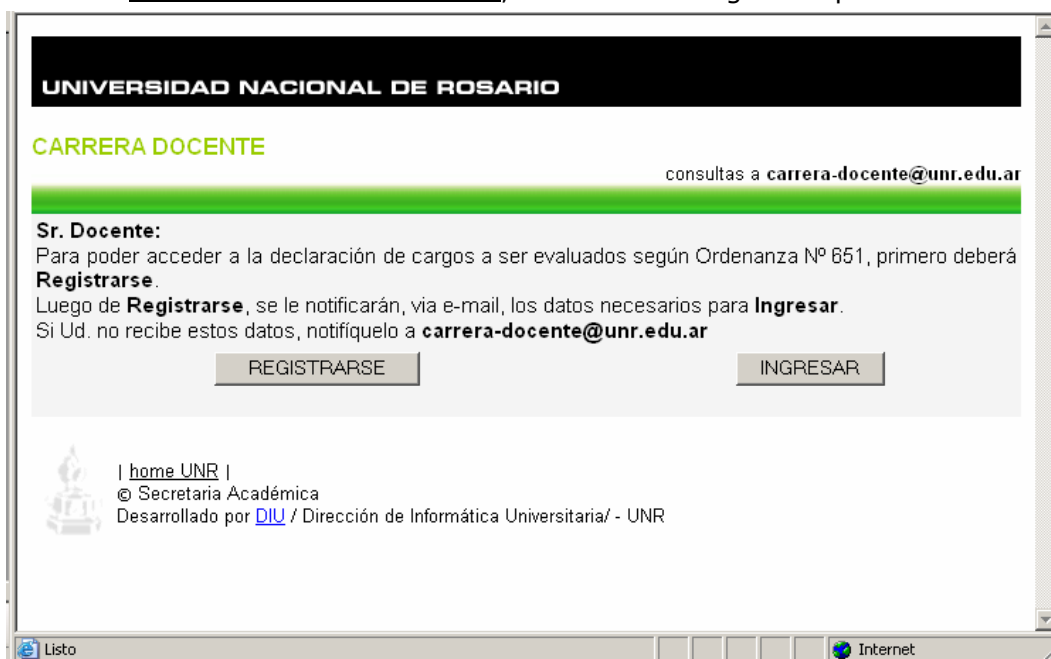 UNIVERSIDAD NACIONAL DE ROSARIO
CARRERA DOCENTE
consultas a carrera-docente@unr.edu.ar
Sr. Docente:
Para poder acceder a la declaración de cargos a ser evaluados según Ordenanza Nº 651, primero deberá
Registrarse.
Luego de Registrarse, se le notificarán, via e-mail, los datos necesarios para Ingresar.
Si Ud. no recibe estos datos, notifíquelo a carrera-docente@unr.edu.ar
REGISTRARSE INGRESAR
| home UNR |
© Secretaria Académica
Desarrollado por DIU / Dirección de Informática Universitaria/ - UNR
Listo Internet